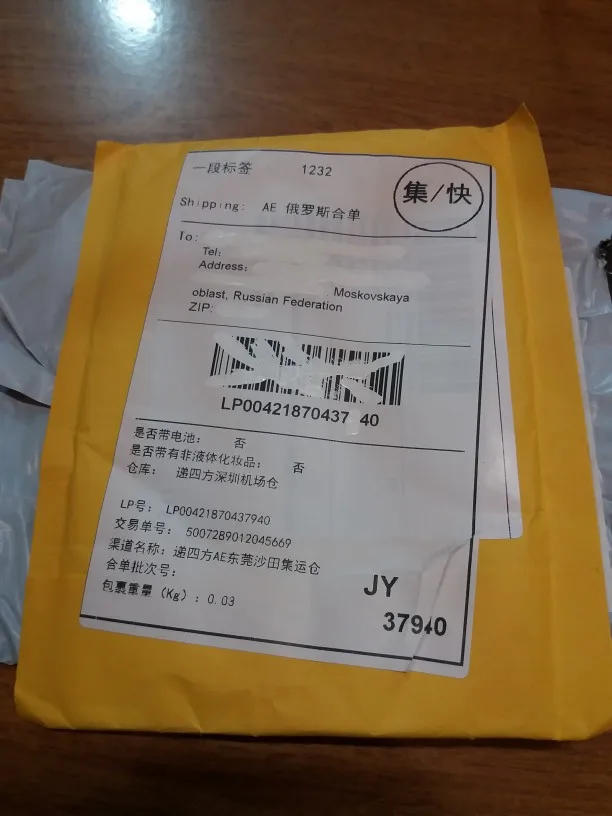 一段标签 1232
集/快
Shipping: AE 俄罗斯合单
To:
Tel:
Address:
Moskovskaya
oblast, Russian Federation
ZIP:
LP00421870437 40
是否带电池： 否
是否带有非液体化妆品： 否
仓库： 递四方深圳机场仓
LP号： LP00421870437940
交易单号： 5007289012045669
渠道名称：递四方AE东莞沙田集运仓
合单批次号：
包裹重量（Kg）：0.03
JY
37940